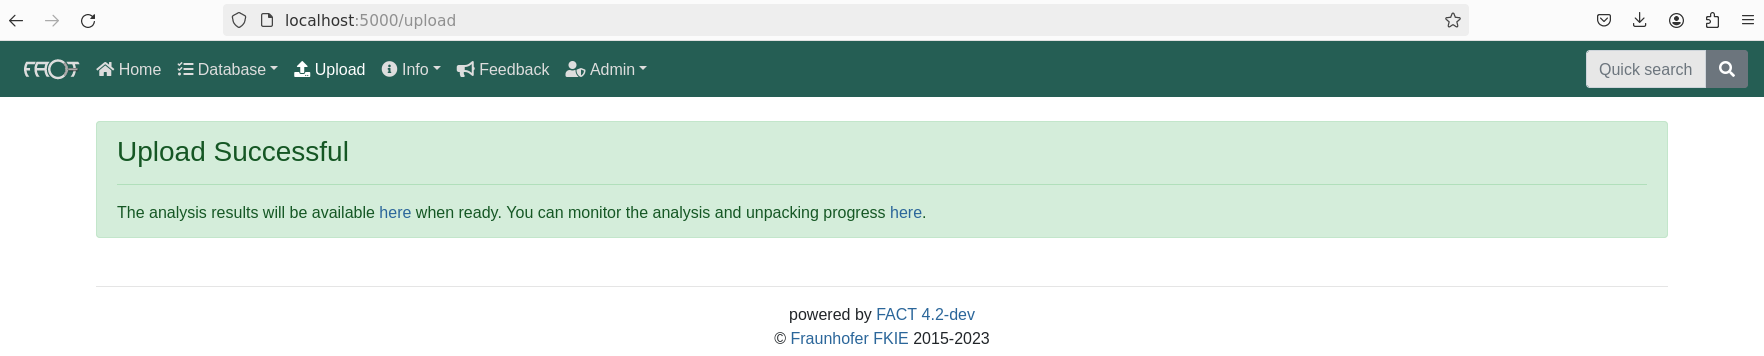 localhost:5000/upload
FACT Home Database Upload Info Feedback Admin Quick search
Upload Successful
The analysis results will be available here when ready. You can monitor the analysis and unpacking progress here.
powered by FACT 4.2-dev
© Fraunhofer FKIE 2015-2023